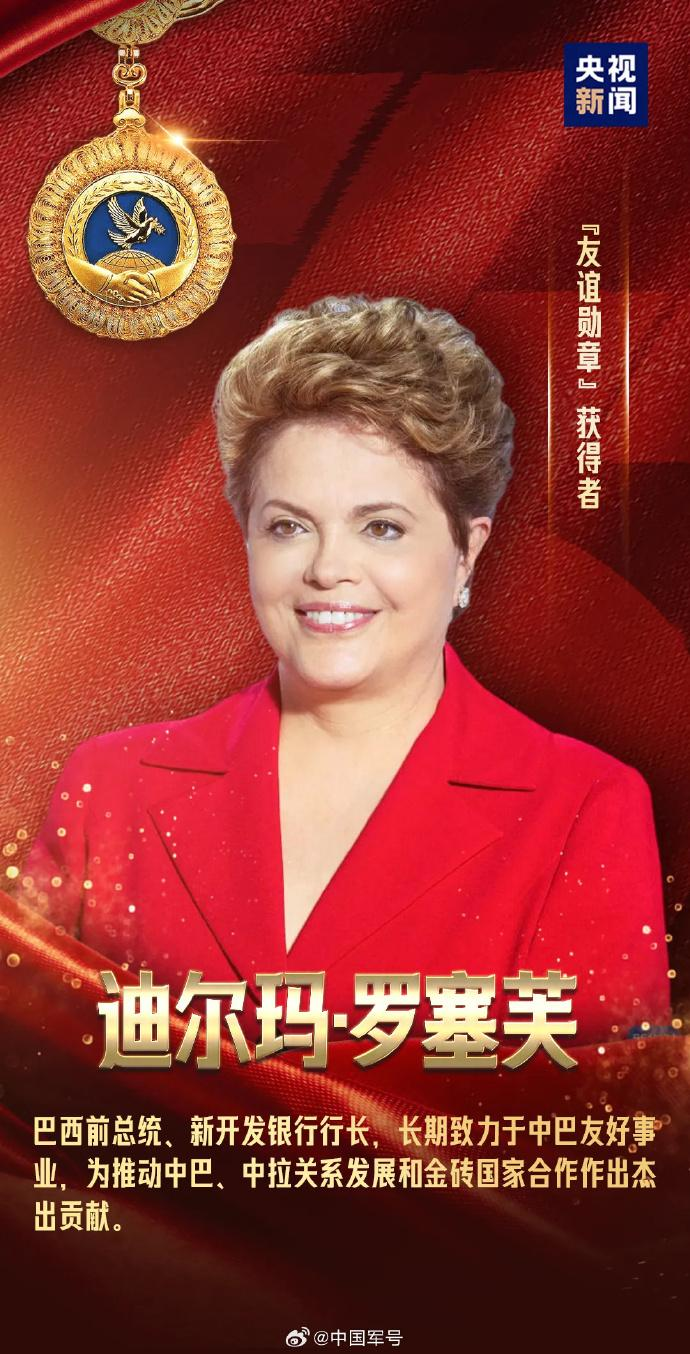 央视
新闻
『友谊勋章』获得者
迪尔玛·罗塞芙
巴西前总统、新开发银行行长，长期致力于中巴友好事
业，为推动中巴、中拉关系发展和金砖国家合作作出杰
出贡献。
@中国军号